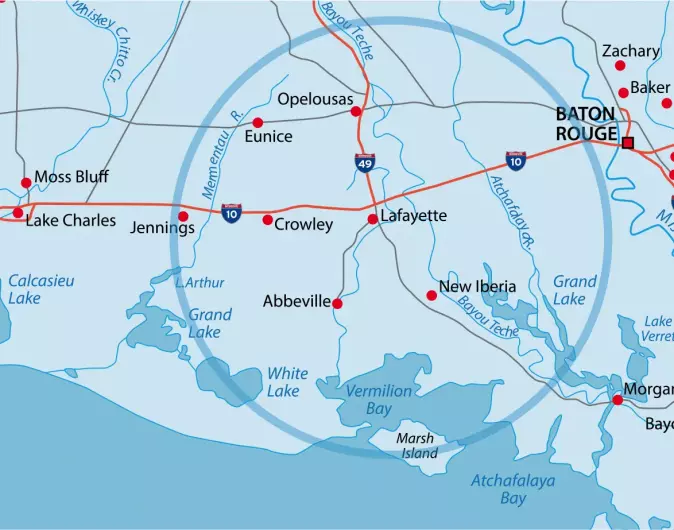 Whiskey Chitto Cr.
Bayou Teche
Zachary
Baker
Opelousas
BATON
ROUGE
Mermentau R.
Eunice
49
10
Moss Bluff
Atchafalaya R.
Lake Charles
10
Lafayette
Jennings
Crowley
Calcasieu
Lake
L.Arthur
Grand
Lake
Abbeville
New Iberia
Bayou Teche
Grand
Lake
Lake
Verret
White
Lake
Vermilion
Bay
Morgan
Bayo
Marsh
Island
Atchafalaya
Bay